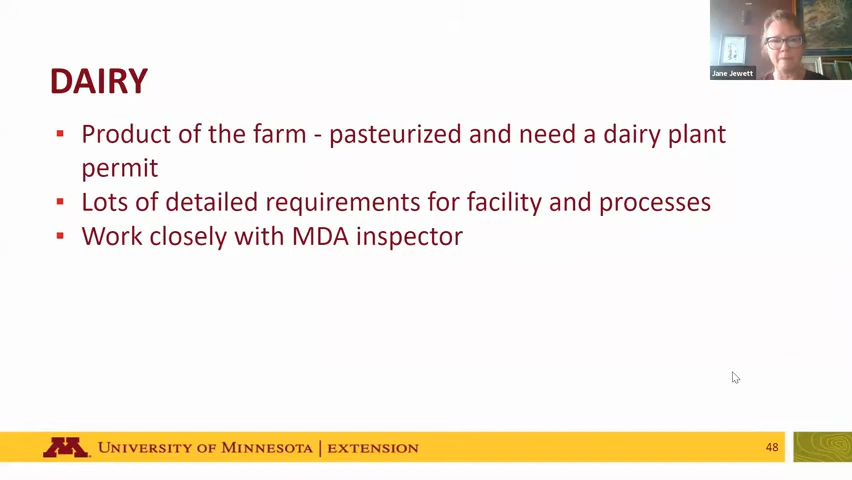 Jane Jewett
DAIRY
▪ Product of the farm - pasteurized and need a dairy plant
permit
▪ Lots of detailed requirements for facility and processes
▪ Work closely with MDA inspector
M UNIVERSITY OF MINNESOTA | EXTENSION
48